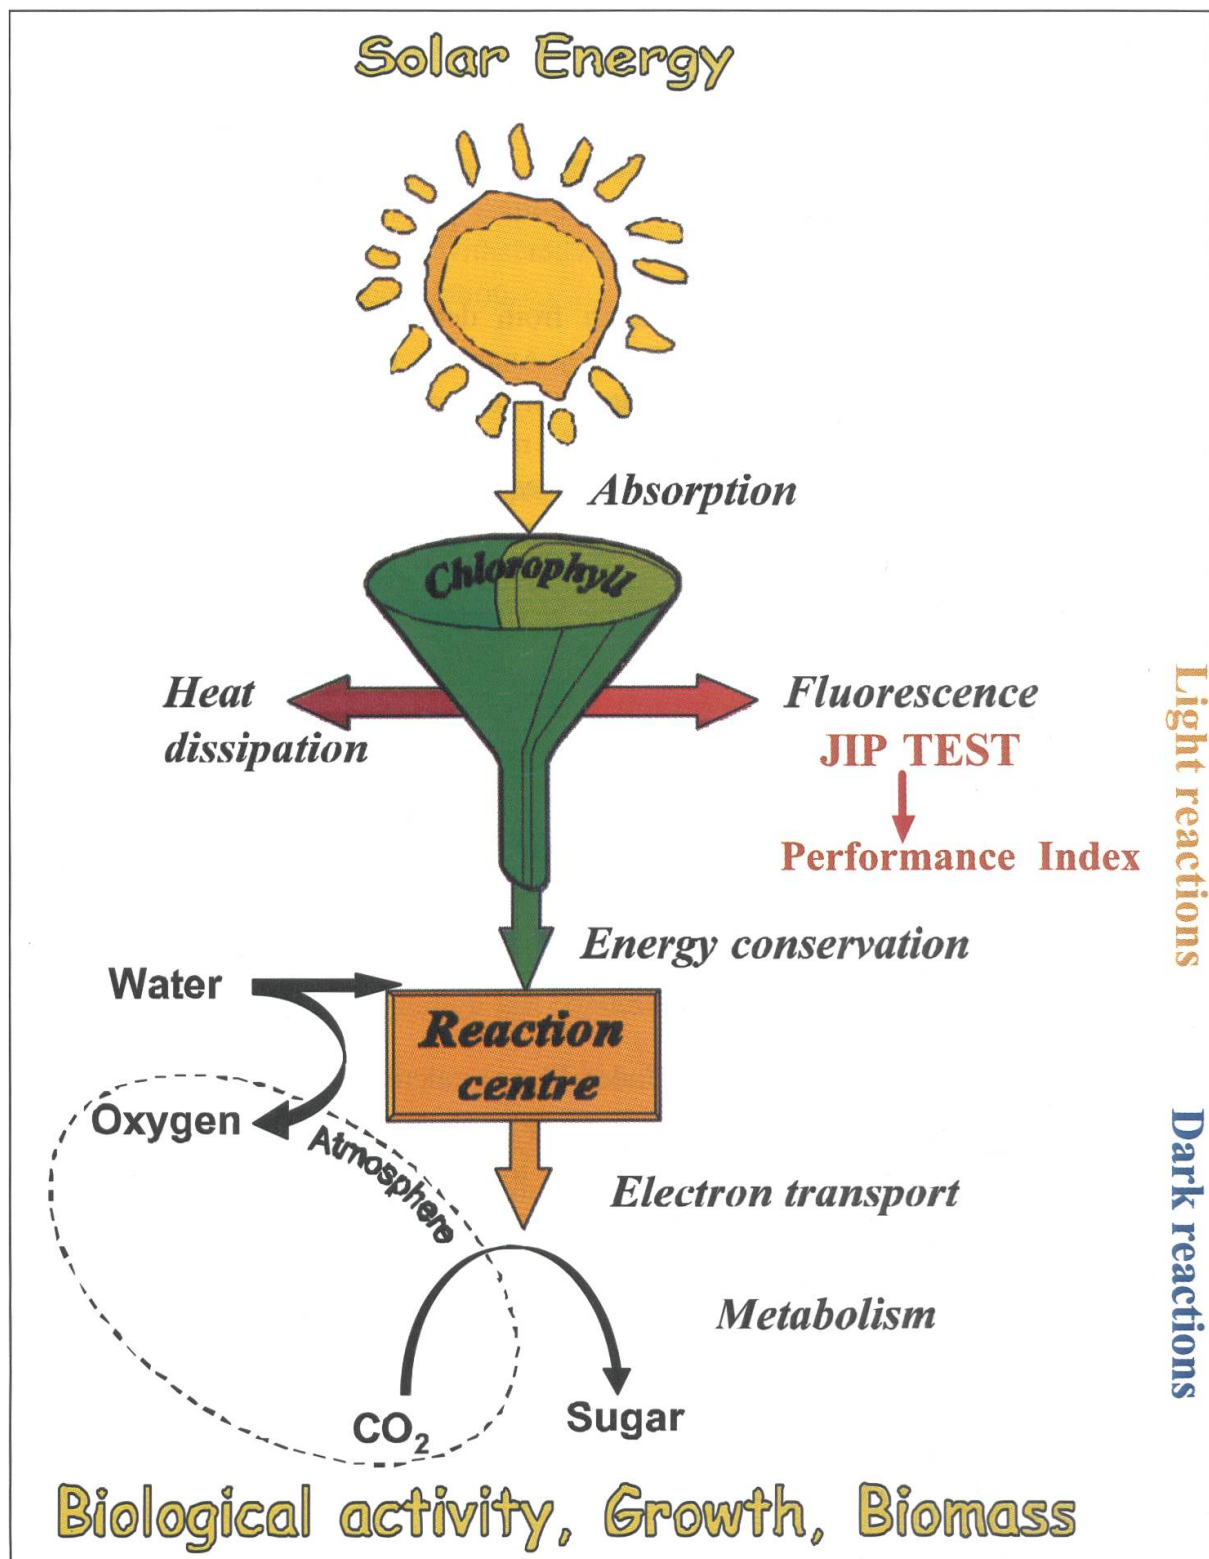 Solar Energy
Absorption
Chlorophyll
Heat
dissipation
Fluorescence
JIP TEST
Performance Index
Light reactions
Energy conservation
Water
Reaction
centre
Oxygen
Atmosphere
Electron transport
Dark reactions
Metabolism
CO₂
Sugar
Biological activity, Growth, Biomass